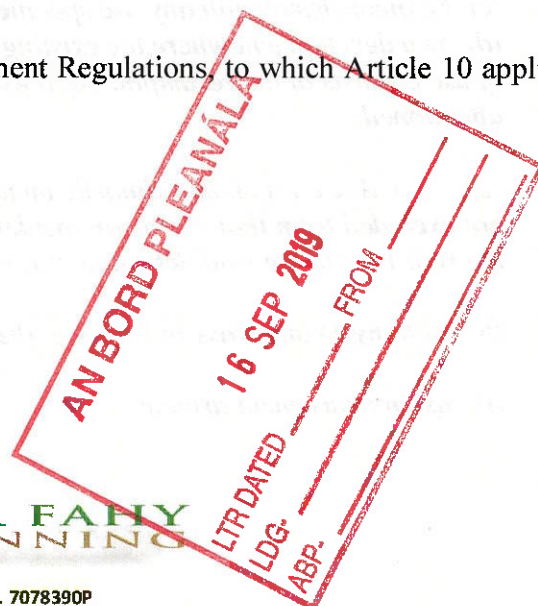 ment Regulations, to which Article 10 appl
AN BORD PLEANÁLA
16 SEP 2019
LTR DATED FROM
LDG-
ABP-
FAHY
NNING
. 7078390P